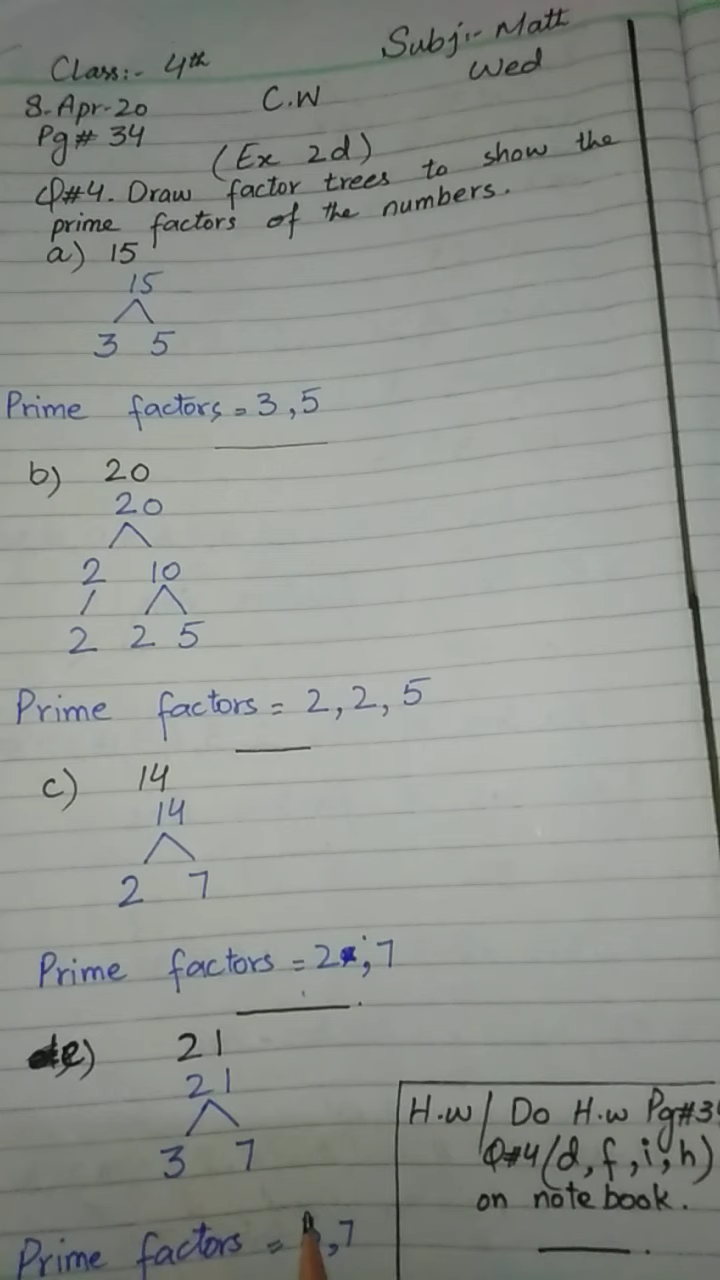 Class:- 4th Subj:- Math
8-Apr-20 C.W Wed
Pg# 34
(Ex 2d)
Q#4. Draw factor trees to show the
prime factors of the numbers.
a) 15
15
3 5
Prime factors = 3,5
b) 20
20
2 10
2 2 5
Prime factors = 2, 2, 5
c) 14
14
2 7
Prime factors = 2,7
e) 21
21
3 7
Prime factors = ,7
H.W/ Do H.w Pg#3
Q#4(d, f, i, h)
on note book.